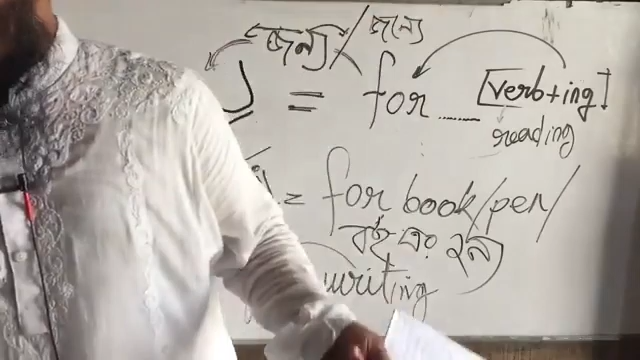 জন্য / জন্যে
= for ...... [verb+ing]
reading
= for book/pen/
বই এর জন্য
writing